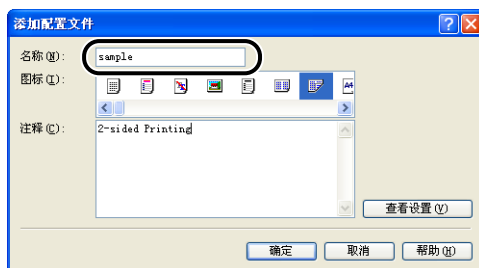 添加配置文件
名称(N):
sample
图标(I):
A4
注释(C):
2-sided Printing
查看设置(V)
确定 取消 帮助(H)